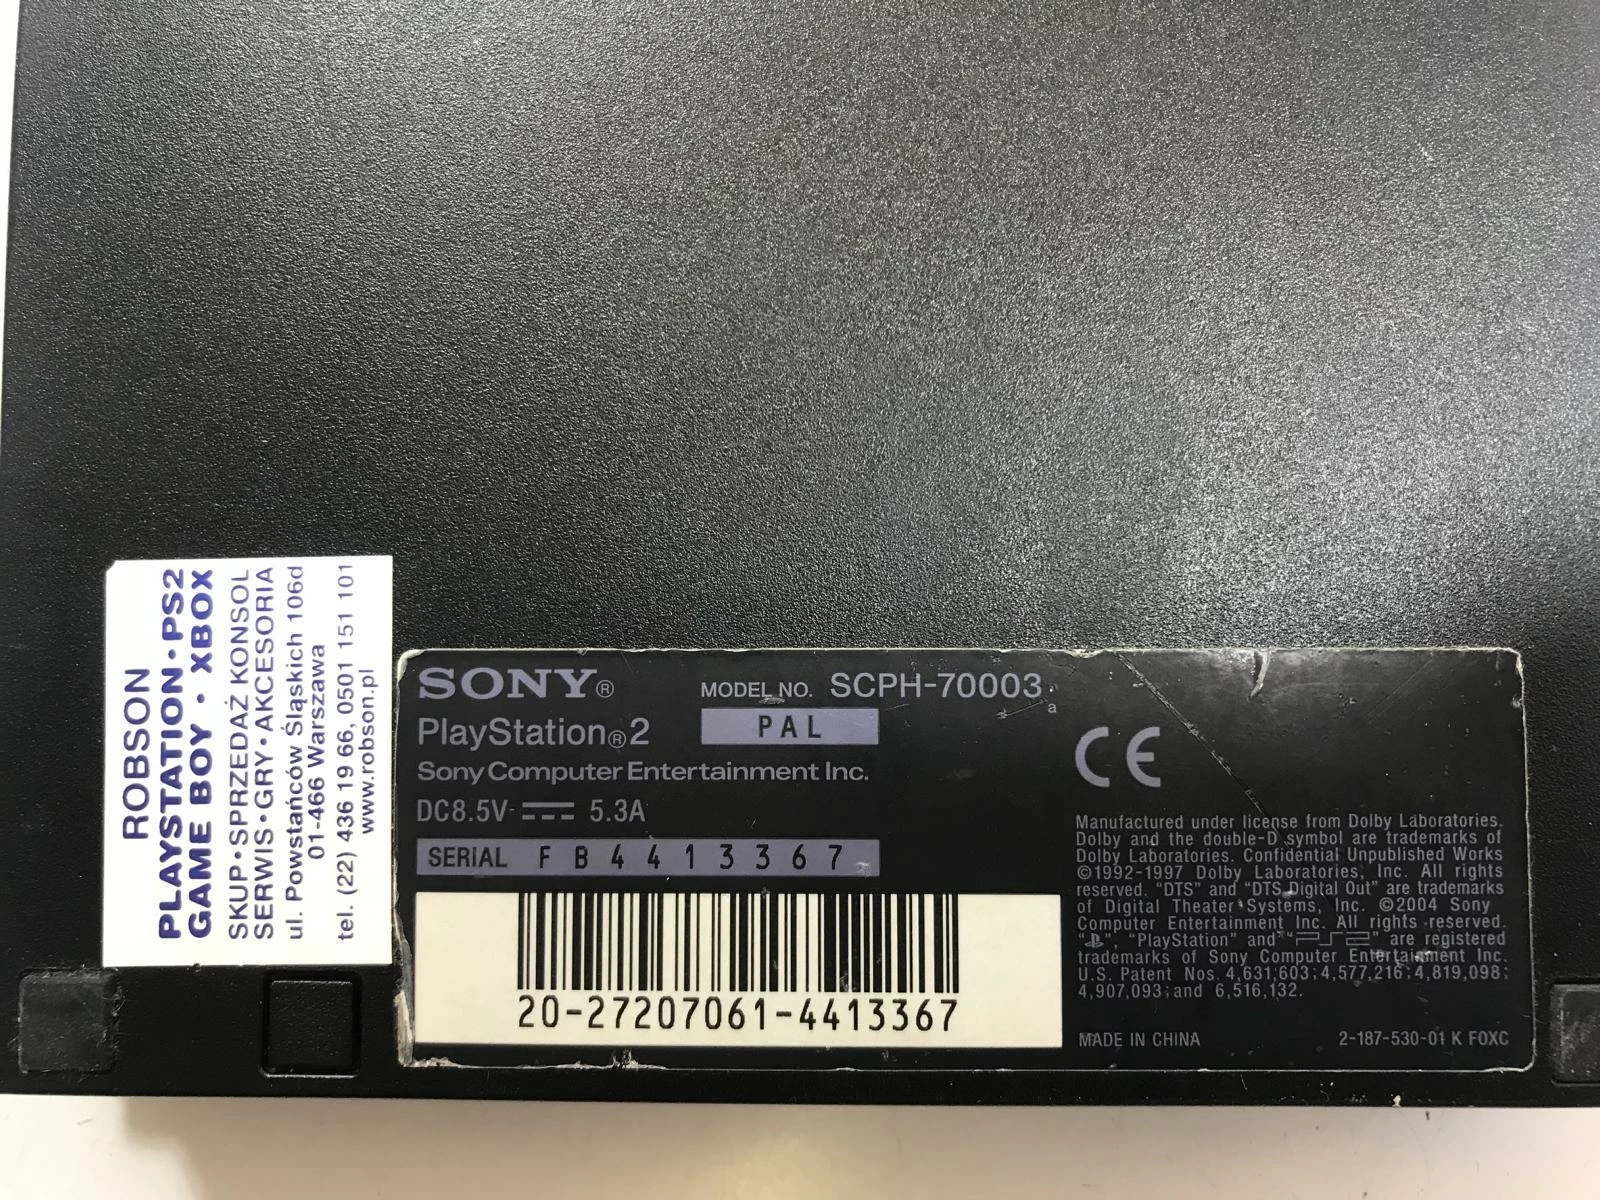 ROBSON
PLAYSTATION•PS2
GAME BOY • XBOX
SKUP•SPRZEDAŻ KONSOL
SERWIS•GRY•AKCESORIA
ul. Powstańców Śląskich 106d
01-466 Warszawa
tel. (22) 436 19 66, 0501 151 101
www.robson.pl
SONY®
MODEL NO. SCPH-70003 a
PlayStation®2
PAL
Sony Computer Entertainment Inc.
DC8.5V 5.3A
SERIAL FB4413367
20-27207061-4413367
CE
Manufactured under license from Dolby Laboratories.
Dolby and the double-D symbol are trademarks of
Dolby Laboratories. Confidential Unpublished Works
©1992-1997 Dolby Laboratories, Inc. All rights
reserved. “DTS” and “DTS Digital Out” are trademarks
of Digital Theater Systems, Inc. ©2004 Sony
Computer Entertainment Inc. All rights reserved.
“ ”, “PlayStation” and “PS2” are registered
trademarks of Sony Computer Entertainment Inc.
U.S. Patent Nos. 4,631,603; 4,577,216; 4,819,098;
4,907,093; and 6,516,132.
MADE IN CHINA
2-187-530-01 K FOXC